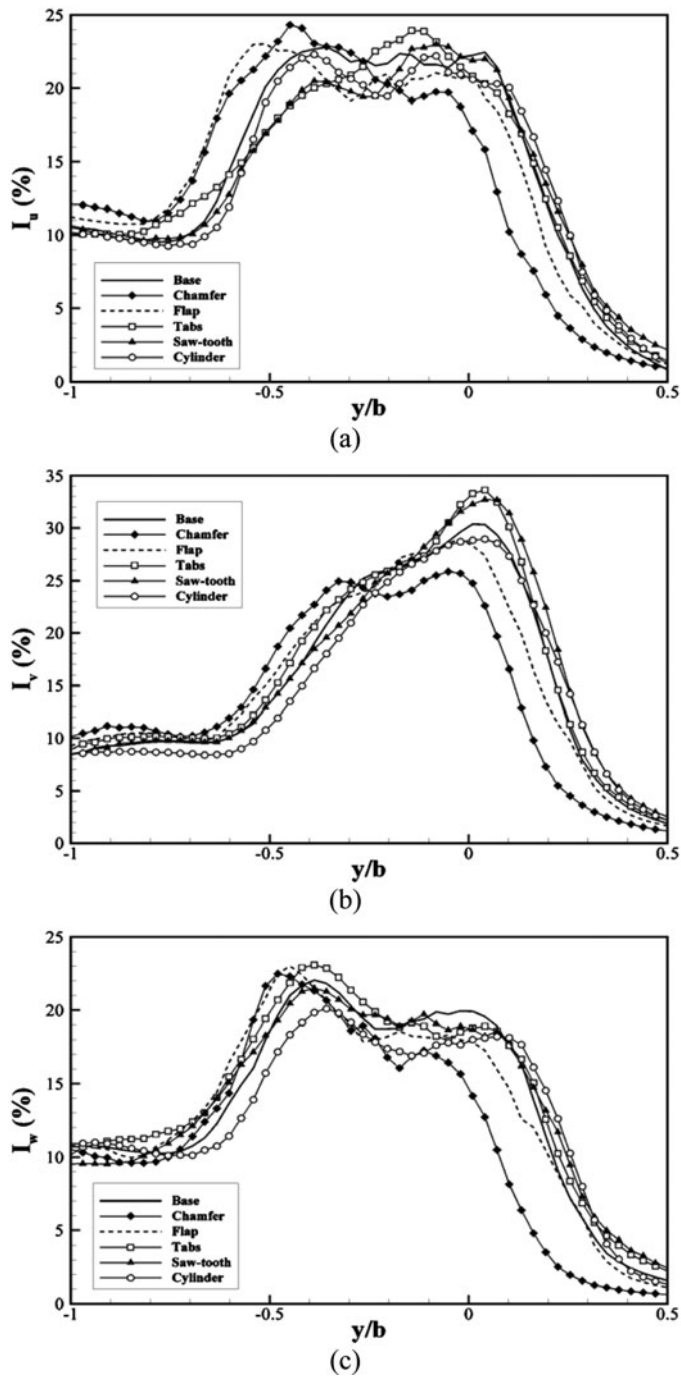 25
20
15
10
5
0
I_u (%)
Base
Chamfer
Flap
Tabs
Saw-tooth
Cylinder
-1
-0.5
0
0.5
y/b
(a)
35
30
25
20
15
10
5
0
I_v (%)
Base
Chamfer
Flap
Tabs
Saw-tooth
Cylinder
-1
-0.5
0
0.5
y/b
(b)
25
20
15
10
5
0
I_w (%)
Base
Chamfer
Flap
Tabs
Saw-tooth
Cylinder
-1
-0.5
0
0.5
y/b
(c)